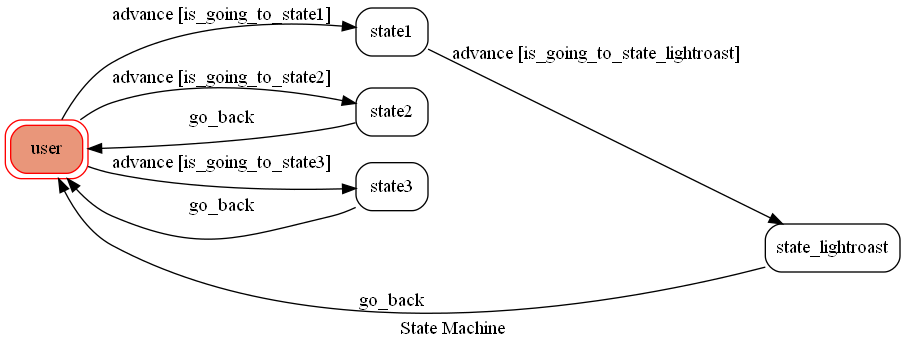 advance [is_going_to_state1]
state1
advance [is_going_to_state_lightroast]
advance [is_going_to_state2]
state2
go_back
user
advance [is_going_to_state3]
state3
go_back
state_lightroast
go_back
State Machine